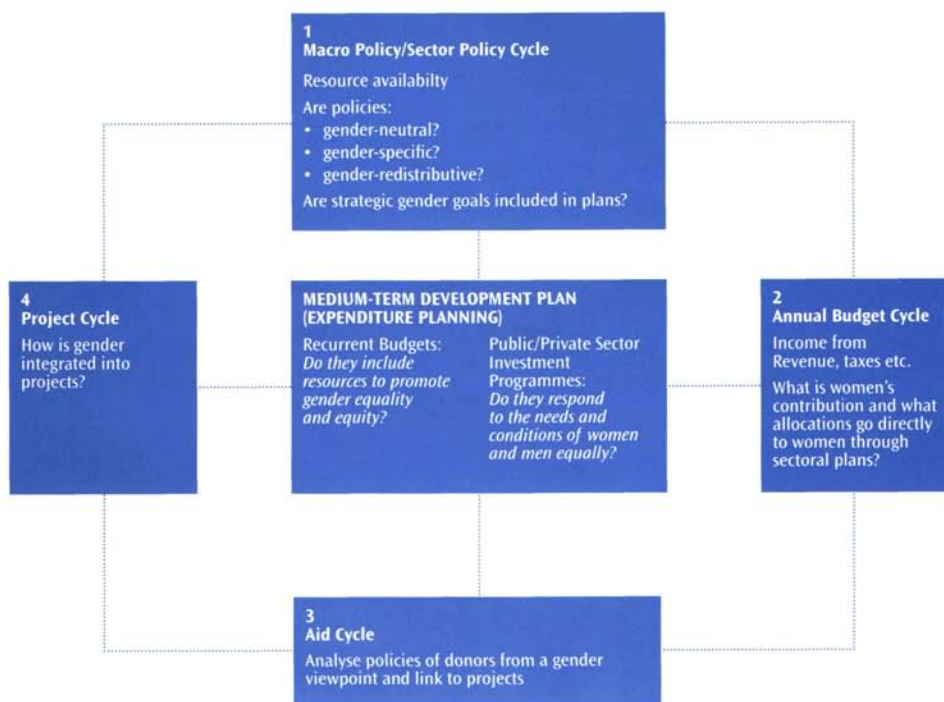 1
Macro Policy/Sector Policy Cycle
Resource availabilty
Are policies:
• gender-neutral?
• gender-specific?
• gender-redistributive?
Are strategic gender goals included in plans?
4
Project Cycle
How is gender
integrated into
projects?
MEDIUM-TERM DEVELOPMENT PLAN
(EXPENDITURE PLANNING)
Recurrent Budgets:
Do they include
resources to promote
gender equality
and equity?
Public/Private Sector
Investment
Programmes:
Do they respond
to the needs and
conditions of women
and men equally?
2
Annual Budget Cycle
Income from
Revenue, taxes etc.
What is women's
contribution and what
allocations go directly
to women through
sectoral plans?
3
Aid Cycle
Analyse policies of donors from a gender
viewpoint and link to projects